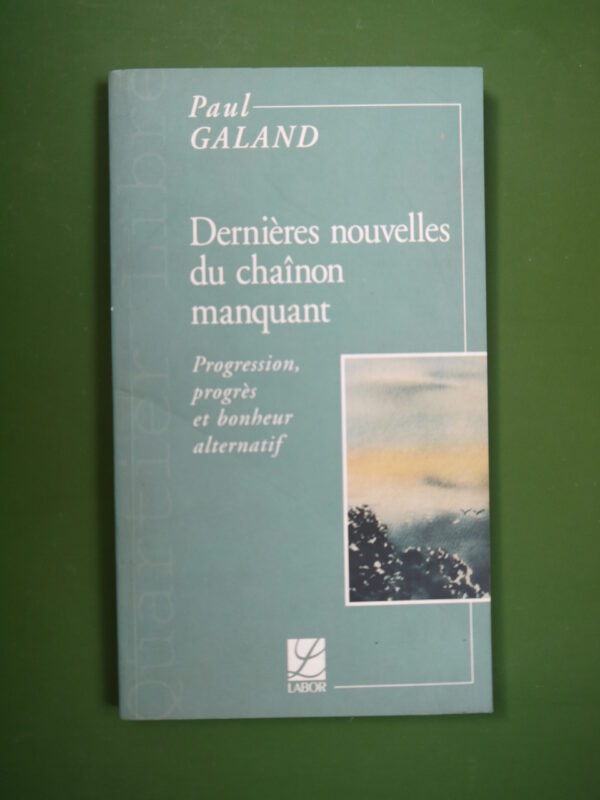 Paul
GALAND
Dernières nouvelles
du chaînon
manquant
Progression,
progrès
et bonheur
alternatif
Quartier libre
L
LABOR